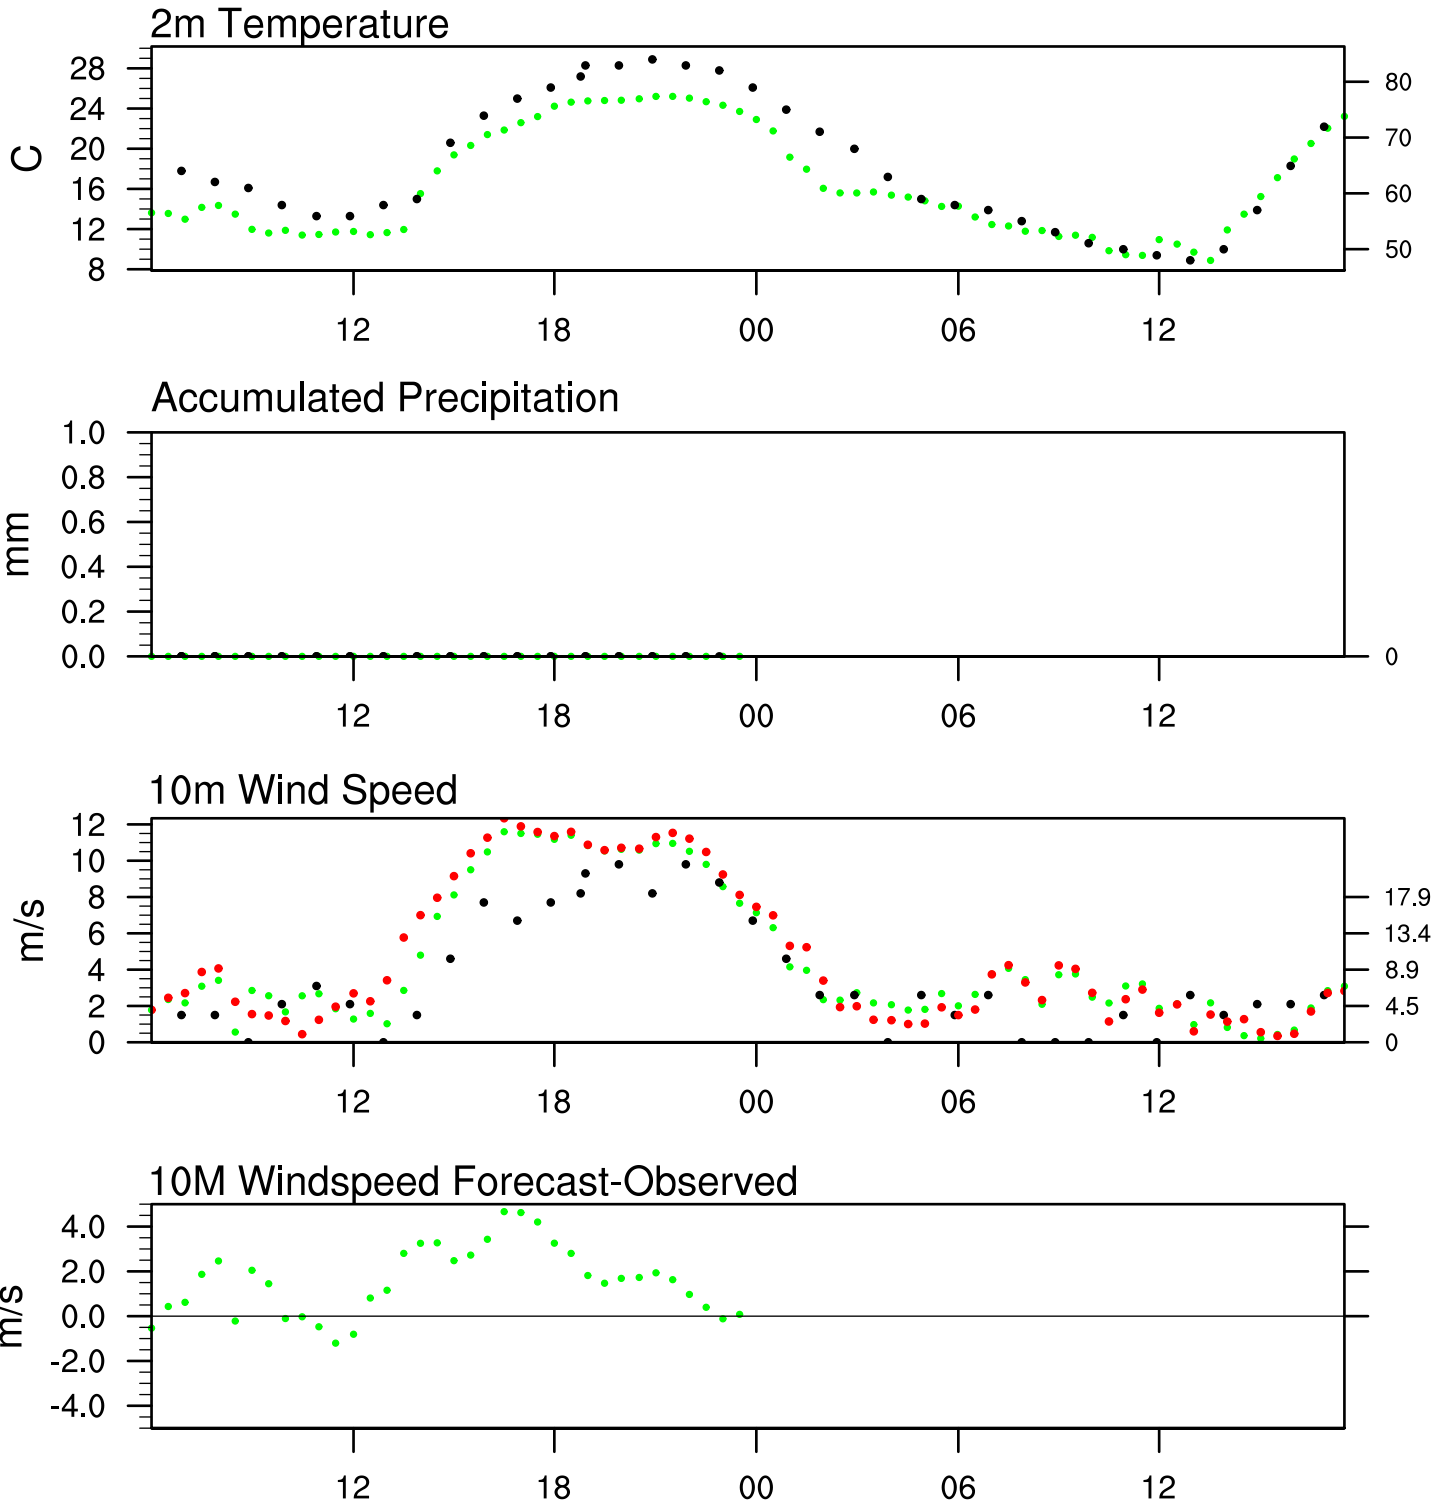 2m Temperature
28
24
20
16
12
8
C
80
70
60
50
12 18 00 06 12
Accumulated Precipitation
1.0
0.8
0.6
0.4
0.2
0.0
mm
0
12 18 00 06 12
10m Wind Speed
12
10
8
6
4
2
0
m/s
17.9
13.4
8.9
4.5
0
12 18 00 06 12
10M Windspeed Forecast-Observed
4.0
2.0
0.0
-2.0
-4.0
m/s
12 18 00 06 12